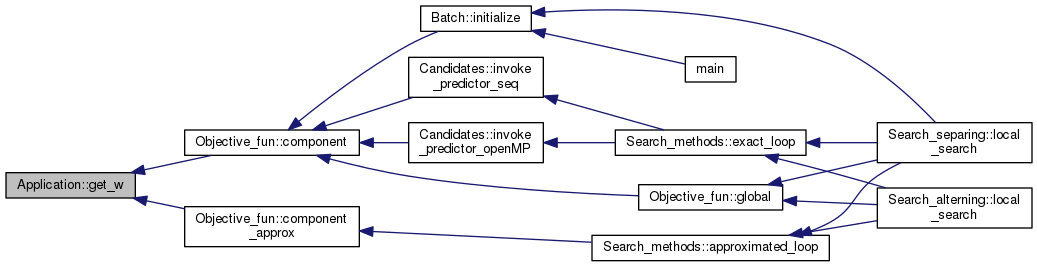 Batch::initialize
main
Candidates::invoke
_predictor_seq
Candidates::invoke
_predictor_openMP
Objective_fun::component
Search_methods::exact_loop
Search_separing::local
_search
Application::get_w
Objective_fun::global
Search_alterning::local
_search
Objective_fun::component
_approx
Search_methods::approximated_loop